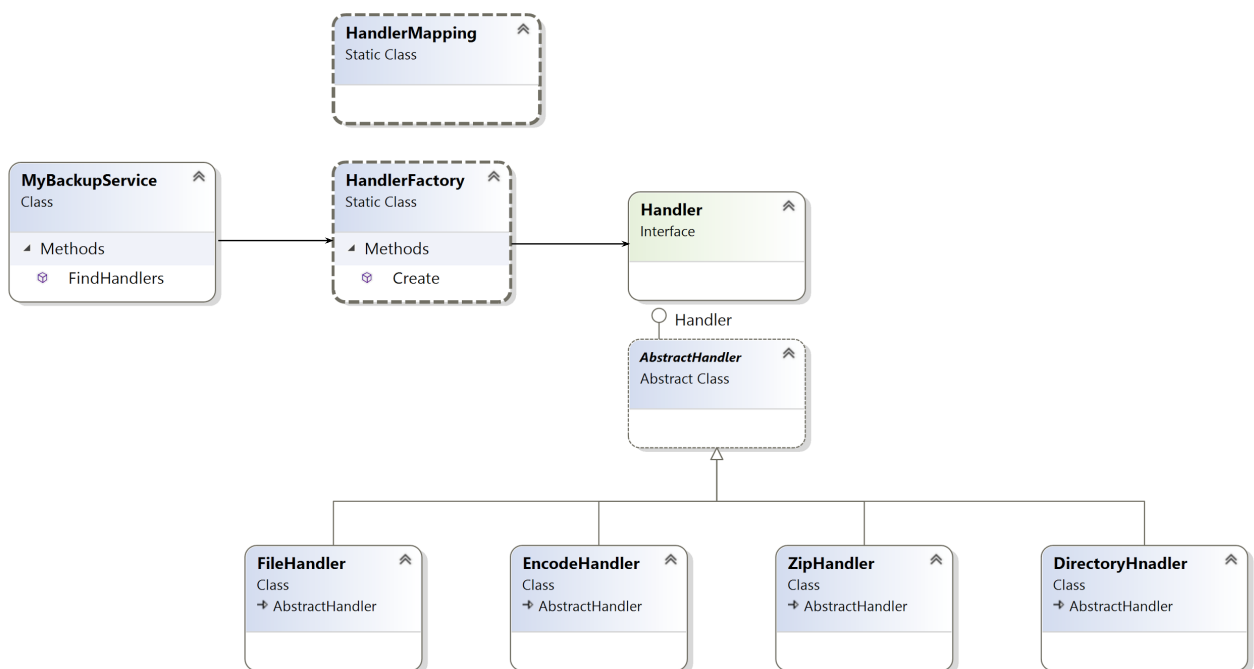 HandlerMapping
Static Class
MyBackupService
Class
Methods
FindHandlers
HandlerFactory
Static Class
Methods
Create
Handler
Interface
Handler
AbstractHandler
Abstract Class
FileHandler
Class
AbstractHandler
EncodeHandler
Class
AbstractHandler
ZipHandler
Class
AbstractHandler
DirectoryHnadler
Class
AbstractHandler